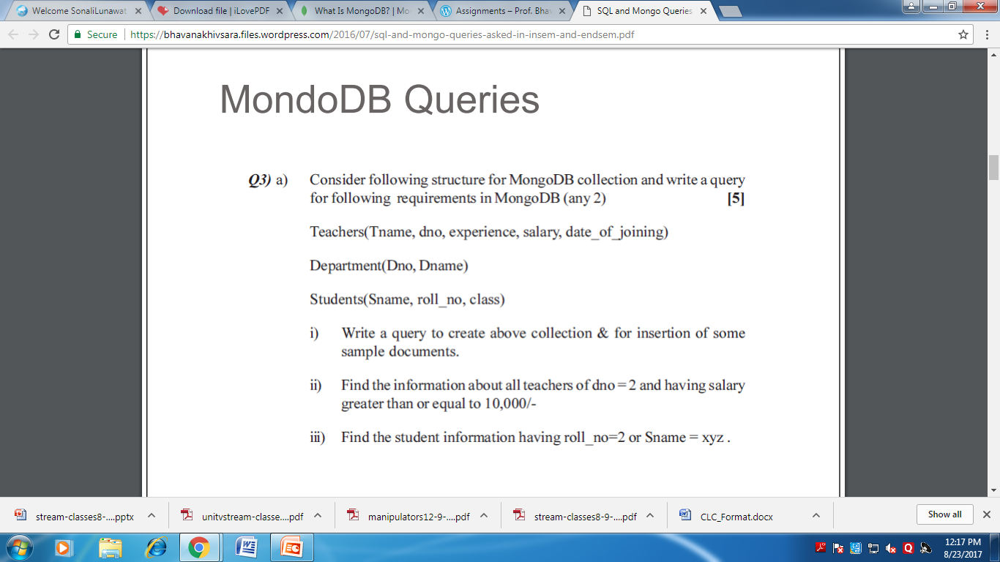 Welcome SonaliLunawat
Download file | iLovePDF
What Is MongoDB? | Mo
Assignments – Prof. Bha
SQL and Mongo Queries
Secure | https://bhavanakhivsara.files.wordpress.com/2016/07/sql-and-mongo-queries-asked-in-insem-and-endsem.pdf
MondoDB Queries
Q3) a) Consider following structure for MongoDB collection and write a query
for following requirements in MongoDB (any 2) [5]
Teachers(Tname, dno, experience, salary, date_of_joining)
Department(Dno, Dname)
Students(Sname, roll_no, class)
i) Write a query to create above collection & for insertion of some
sample documents.
ii) Find the information about all teachers of dno = 2 and having salary
greater than or equal to 10,000/-
iii) Find the student information having roll_no=2 or Sname = xyz .
stream-classes8-....pptx
unitvstream-classe....pdf
manipulators12-9-....pdf
stream-classes8-9-....pdf
CLC_Format.docx
Show all
12:17 PM
8/23/2017